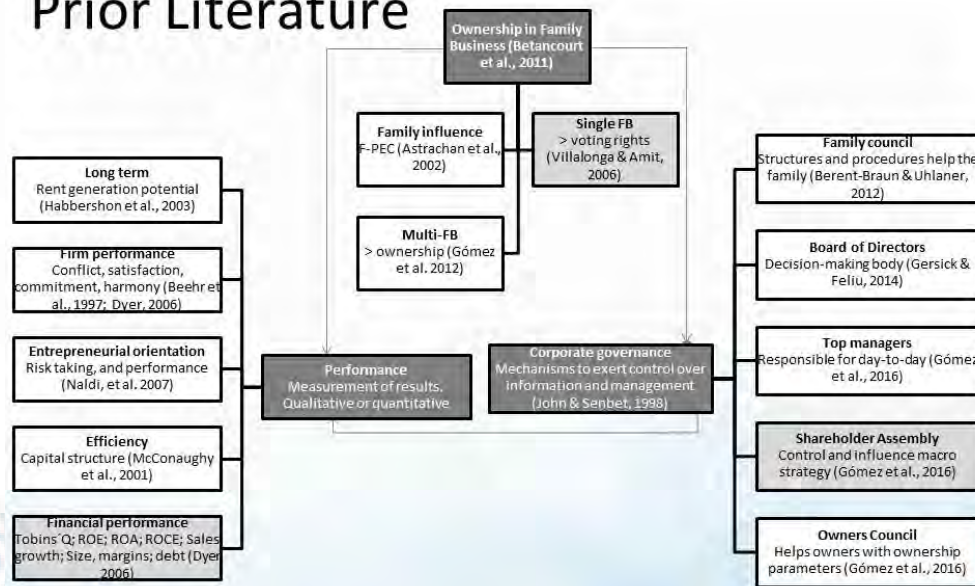 Prior Literature
Ownership in Family
Business (Betancourt
et al., 2011)
Family influence
F-PEC (Astrachan et al.,
2002)
Single FB
> voting rights
(Villalonga & Amit,
2006)
Multi-FB
> ownership (Gómez
et al. 2012)
Long term
Rent generation potential
(Habbershon et al., 2003)
Firm performance
Conflict, satisfaction,
commitment, harmony (Beehr et
al., 1997; Dyer, 2006)
Entrepreneurial orientation
Risk taking, and performance
(Naldi, et al. 2007)
Efficiency
Capital structure (McConaughy
et al., 2001)
Financial performance
Tobins´Q; ROE; ROA; ROCE; Sales
growth; Size, margins; debt (Dyer
2006)
Performance
Measurement of results.
Qualitative or quantitative
Corporate governance
Mechanisms to exert control over
information and management
(John & Senbet, 1998)
Family council
Structures and procedures help the
family (Berent-Braun & Uhlaner,
2012)
Board of Directors
Decision-making body (Gersick &
Feliu, 2014)
Top managers
Responsible for day-to-day (Gómez
et al., 2016)
Shareholder Assembly
Control and influence macro
strategy (Gómez et al., 2016)
Owners Council
Helps owners with ownership
parameters (Gómez et al., 2016)